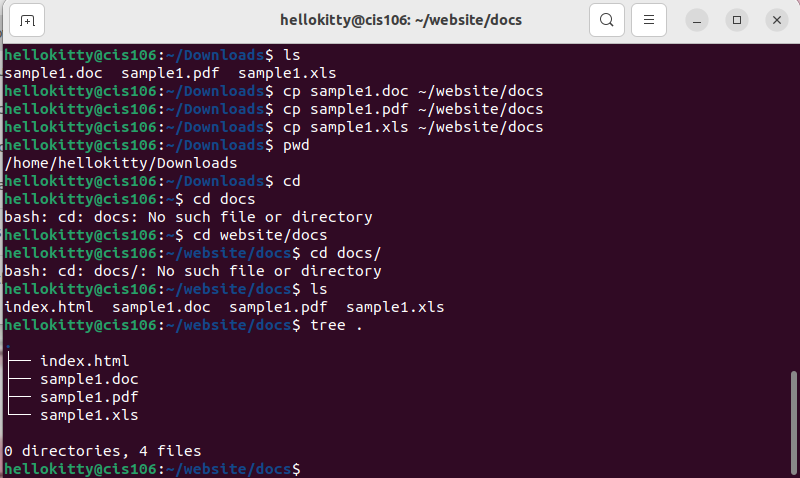 hellokitty@cis106: ~/website/docs
hellokitty@cis106:~/Downloads$ ls
sample1.doc  sample1.pdf  sample1.xls
hellokitty@cis106:~/Downloads$ cp sample1.doc ~/website/docs
hellokitty@cis106:~/Downloads$ cp sample1.pdf ~/website/docs
hellokitty@cis106:~/Downloads$ cp sample1.xls ~/website/docs
hellokitty@cis106:~/Downloads$ pwd
/home/hellokitty/Downloads
hellokitty@cis106:~/Downloads$ cd
hellokitty@cis106:~$ cd docs
bash: cd: docs: No such file or directory
hellokitty@cis106:~$ cd website/docs
hellokitty@cis106:~/website/docs$ cd docs/
bash: cd: docs/: No such file or directory
hellokitty@cis106:~/website/docs$ ls
index.html  sample1.doc  sample1.pdf  sample1.xls
hellokitty@cis106:~/website/docs$ tree .
.
├── index.html
├── sample1.doc
├── sample1.pdf
└── sample1.xls
0 directories, 4 files
hellokitty@cis106:~/website/docs$